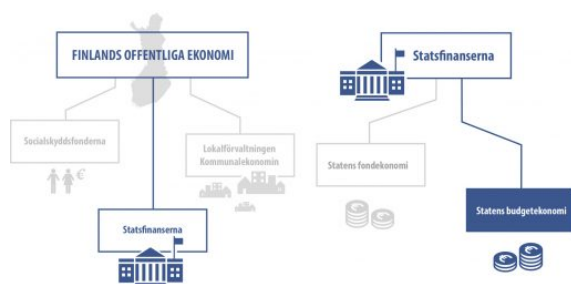 FINLANDS OFFENTLIGA EKONOMI
Socialskyddsfonderna
€
Lokalförvaltningen
Kommunalekonomin
Statsfinanserna
Statsfinanserna
Statens fondekonomi
Statens budgetekonomi